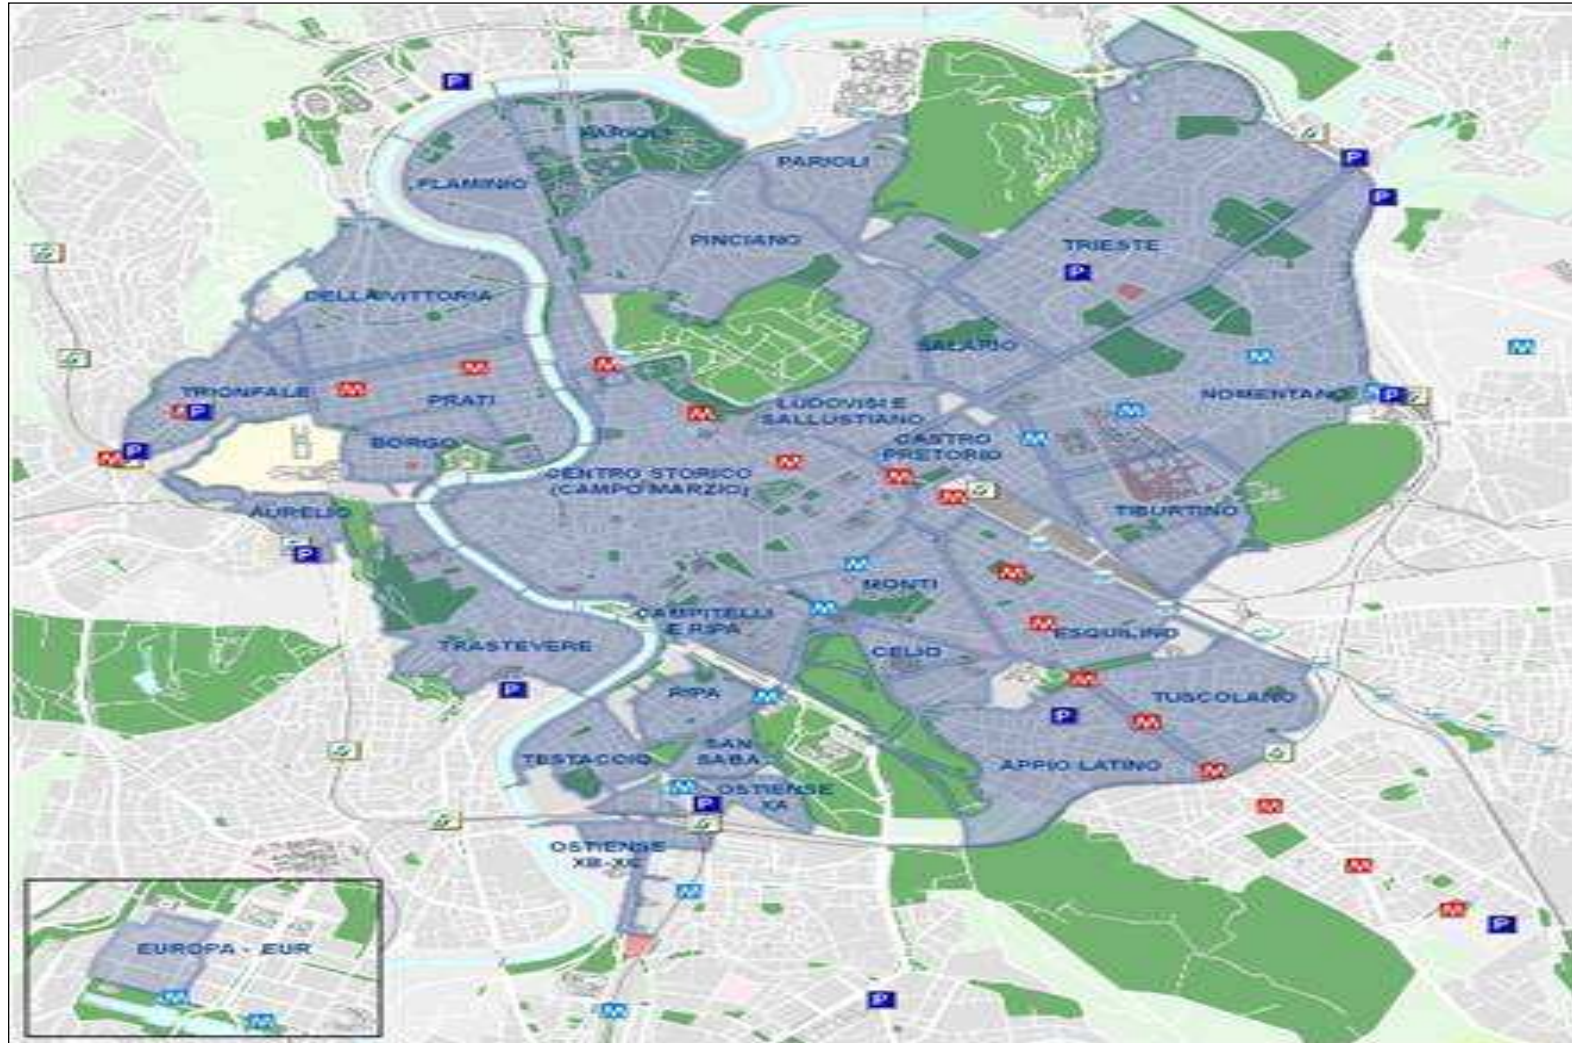 P
PARIOLI
PARIOLI
FLAMINIO
P
P
PINCIANO
TRIESTE
P
DELLA VITTORIA
SALARIO
M
M
M
M
M
TRIONFALE
P
PRATI
M
LUDOVISI E
SALLUSTIANO
M
NOMENTANO
P
BORGO
M
CASTRO
PRETORIO
M
P
M
CENTRO STORICO
(CAMPO MARZIO)
M
M
M
AURELIO
TIBURTINO
P
M
MONTI
M
M
CAMPITELLI
E RIPA
M
ESQUILINO
TRASTEVERE
CELIO
P
RIPA
M
M
TUSCOLANO
P
M
TESTACCIO
SAN
SABA
APPIO LATINO
M
M
OSTIENSE
XA
P
M
OSTIENSE
XB-XC
M
M
M
P
EUROPA - EUR
M
M
P
M